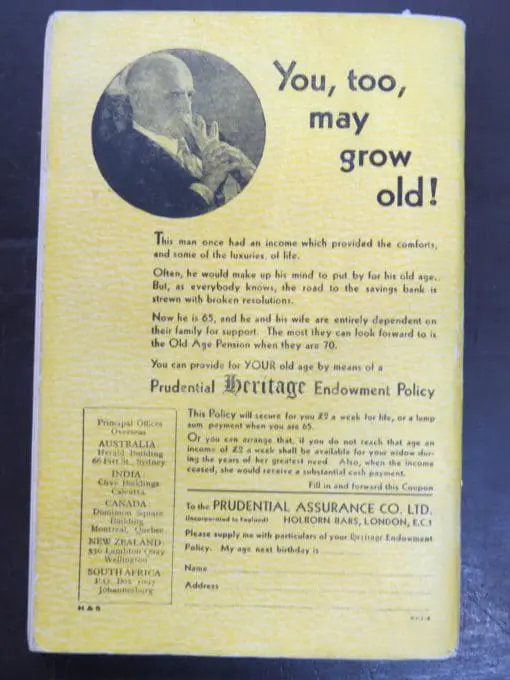 You, too,
may
grow
old!
This man once had an income which provided the comforts,
and some of the luxuries, of life.
Often, he would make up his mind to put by for his old age.
But, as everybody knows, the road to the savings bank is
strewn with broken resolutions.
Now he is 65, and he and his wife are entirely dependent on
their family for support. The most they can look forward to is
the Old Age Pension when they are 70.
You can provide for YOUR old age by means of a
Prudential Heritage Endowment Policy
This Policy will secure for you £2 a week for life, or a lump
sum payment when you are 65.
Or you can arrange that, if you do not reach that age an
income of £2 a week shall be available for your widow dur-
ing the years of her greatest need. Also, when the income
ceased, she would receive a substantial cash payment.
Fill in and forward this Coupon
To the PRUDENTIAL ASSURANCE CO. LTD.
(Incorporated in England) HOLBORN BARS, LONDON, E.C.1
Please supply me with particulars of your Heritage Endowment
Policy. My age next birthday is
Name
Address
Principal Offices
Overseas
AUSTRALIA
Herald Building
66 Pitt St., Sydney
INDIA
Clive Buildings
Calcutta
CANADA
Dominion Square
Building
Montreal, Quebec
NEW ZEALAND
332 Lambton Quay
Wellington
SOUTH AFRICA
P.O. Box 1097
Johannesburg
H & S